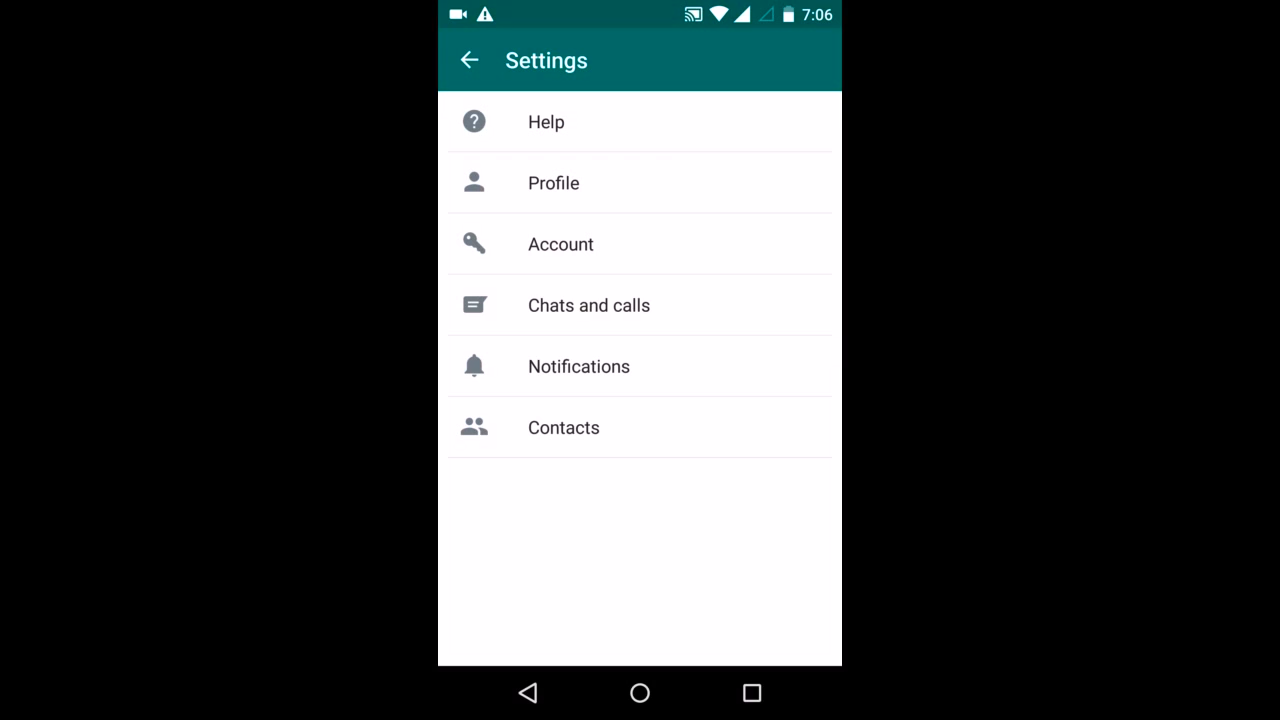 7:06
Settings
Help
Profile
Account
Chats and calls
Notifications
Contacts